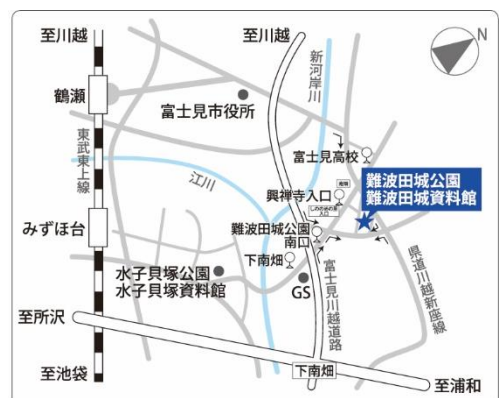 至川越
至川越
N
新河岸川
鶴瀬
富士見市役所
東武東上線
富士見高校
江川
興禅寺入口
難波田城公園
難波田城資料館
難波田城公園
南口
みずほ台
下南畑
水子貝塚公園
水子貝塚資料館
GS
富士見川越道路
県道川越新座線
至所沢
下南畑
至池袋
至浦和